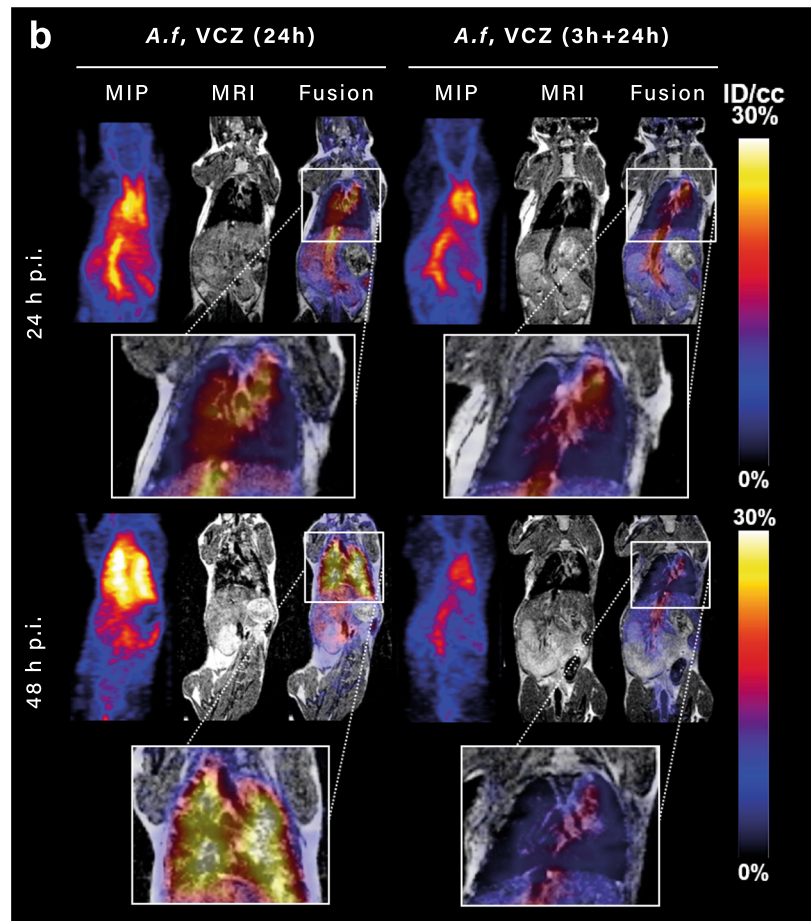 b
A.f, VCZ (24h)
A.f, VCZ (3h+24h)
MIP
MRI
Fusion
MIP
MRI
Fusion
ID/cc
30%
24 h p.i.
0%
30%
48 h p.i.
0%